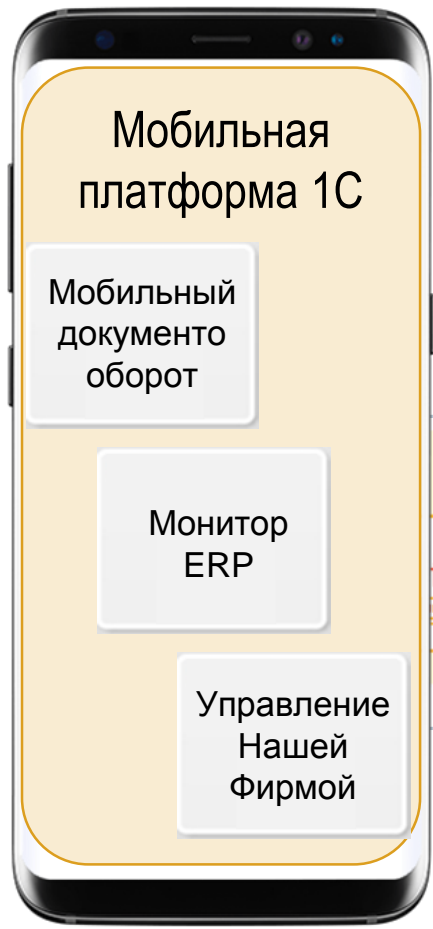 Мобильная
платформа 1С
Мобильный
документо
оборот
Монитор
ERP
Управление
Нашей
Фирмой